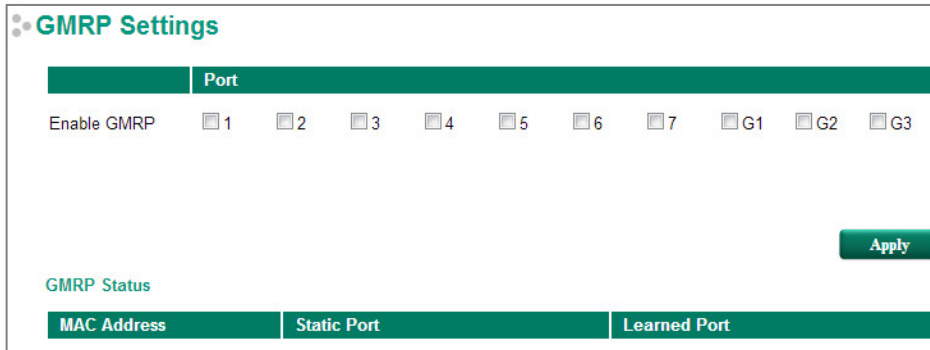 GMRP Settings
Port
Enable GMRP 1 2 3 4 5 6 7 G1 G2 G3
Apply
GMRP Status
MAC Address Static Port Learned Port